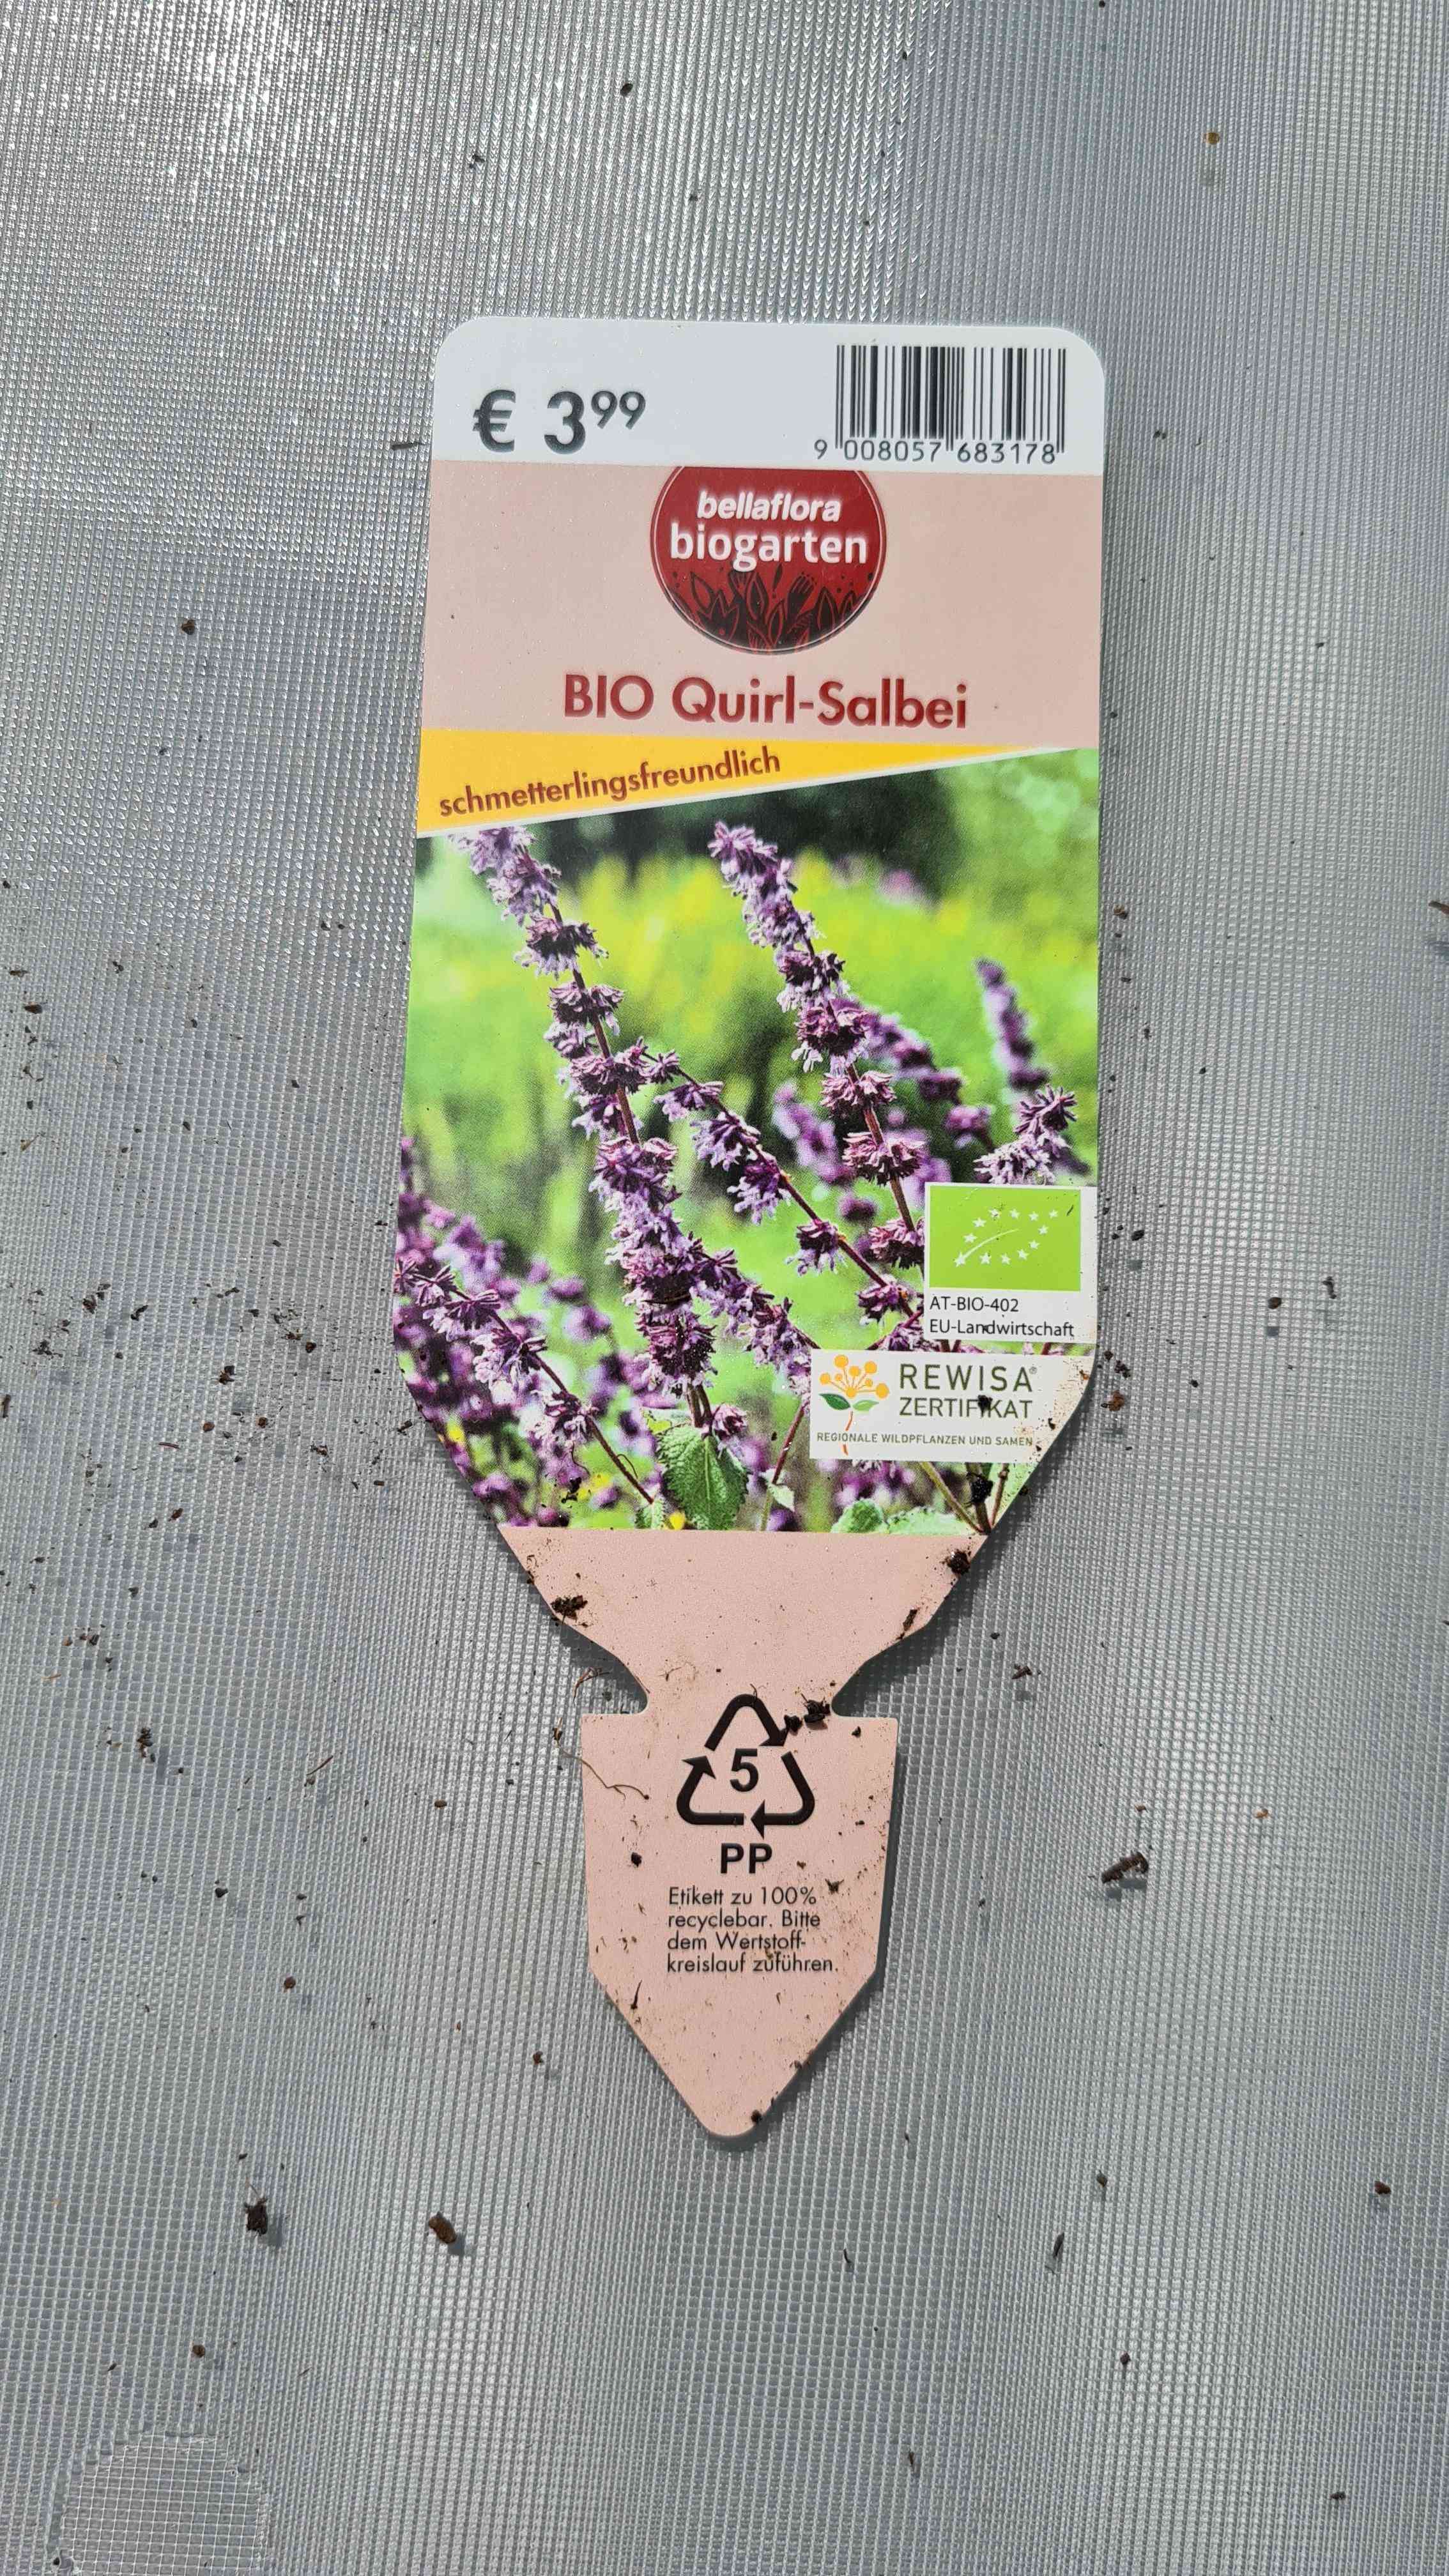 € 3⁹⁹
9 008057 683178
bellaflora
biogarten
BIO Quirl-Salbei
schmetterlingsfreundlich
AT-BIO-402
EU-Landwirtschaft
REWISA®
ZERTIFIKAT
REGIONALE WILDPFLANZEN UND SAMEN
5
PP
Etikett zu 100%
recyclebar. Bitte
dem Wertstoff-
kreislauf zuführen.